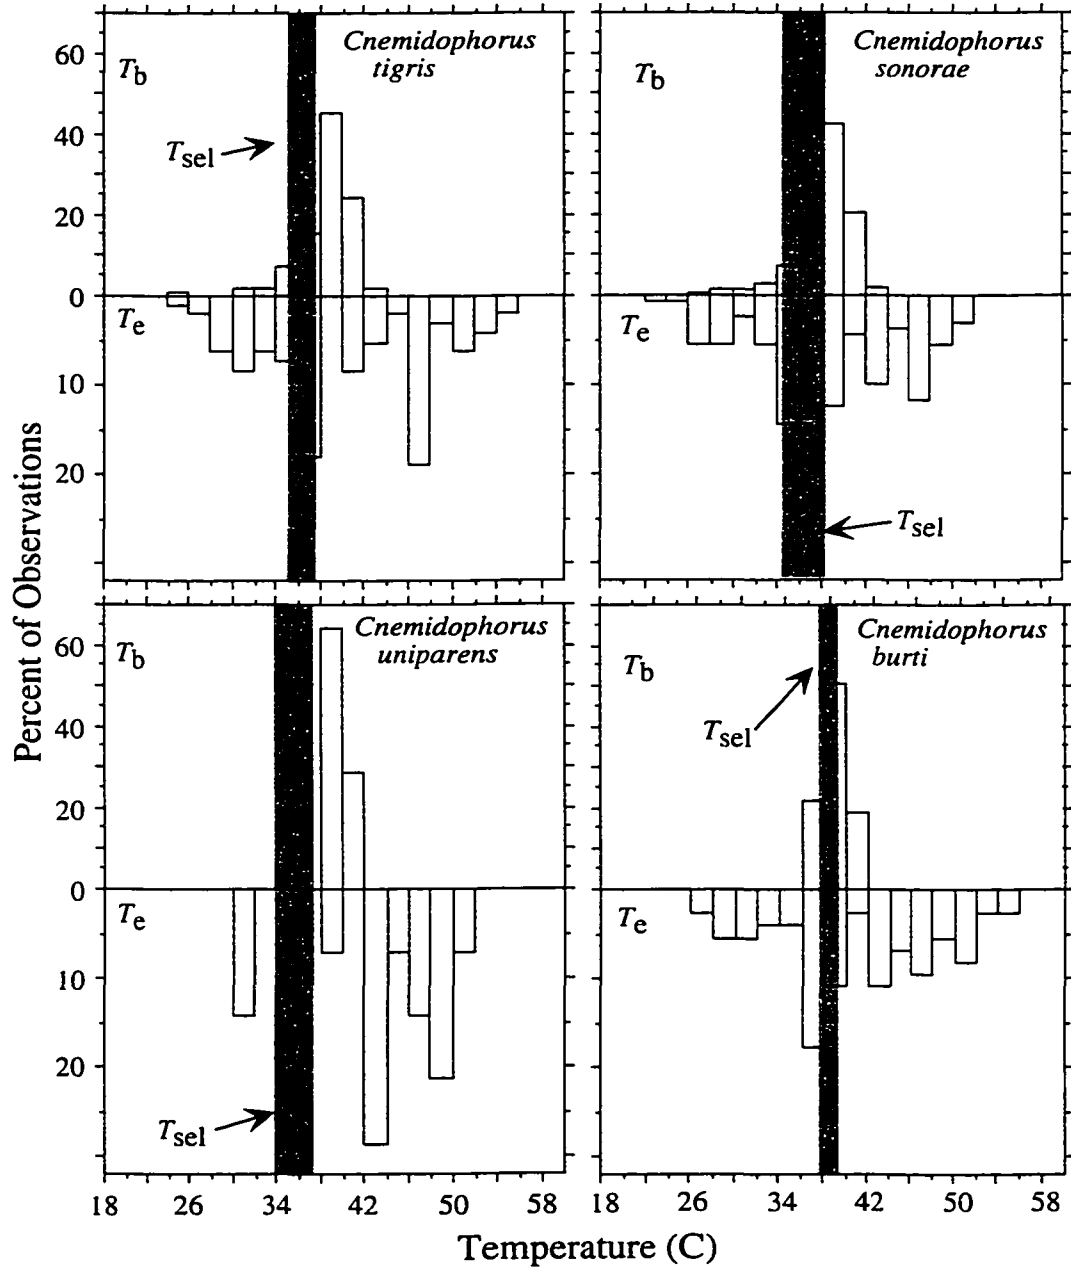 Cnemidophorus
tigris
Cnemidophorus
sonorae
60
Tb
Tb
40
Tsel
20
0
Te
Te
10
20
Tsel
Cnemidophorus
uniparens
Cnemidophorus
burti
60
Tb
Tb
40
Tsel
20
0
Te
Te
10
20
Tsel
18 26 34 42 50 58
18 26 34 42 50 58
Percent of Observations
Temperature (C)